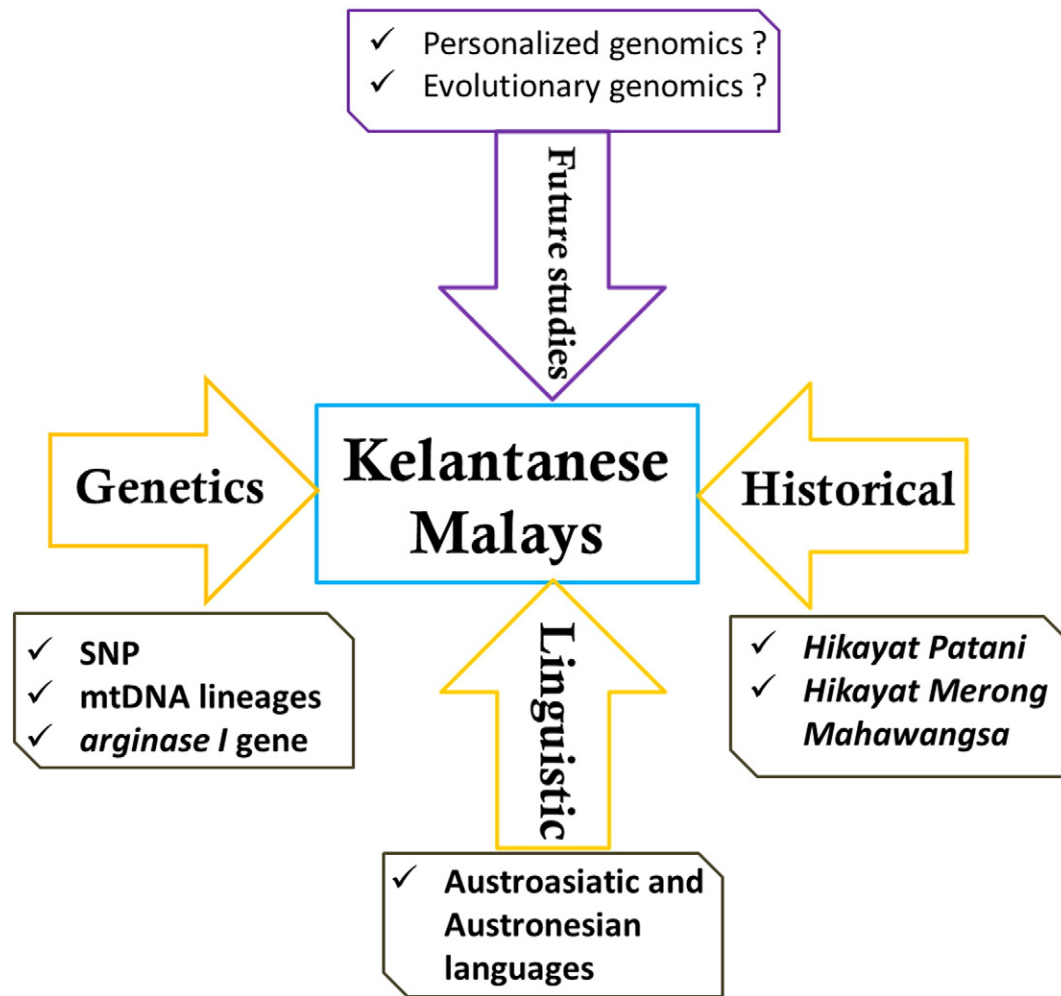 ✓ Personalized genomics ?
✓ Evolutionary genomics ?
Future studies
Genetics
Kelantanese
Malays
Historical
✓ SNP
✓ mtDNA lineages
✓ arginase I gene
Linguistic
✓ Hikayat Patani
✓ Hikayat Merong
Mahawangsa
✓ Austroasiatic and
Austronesian
languages